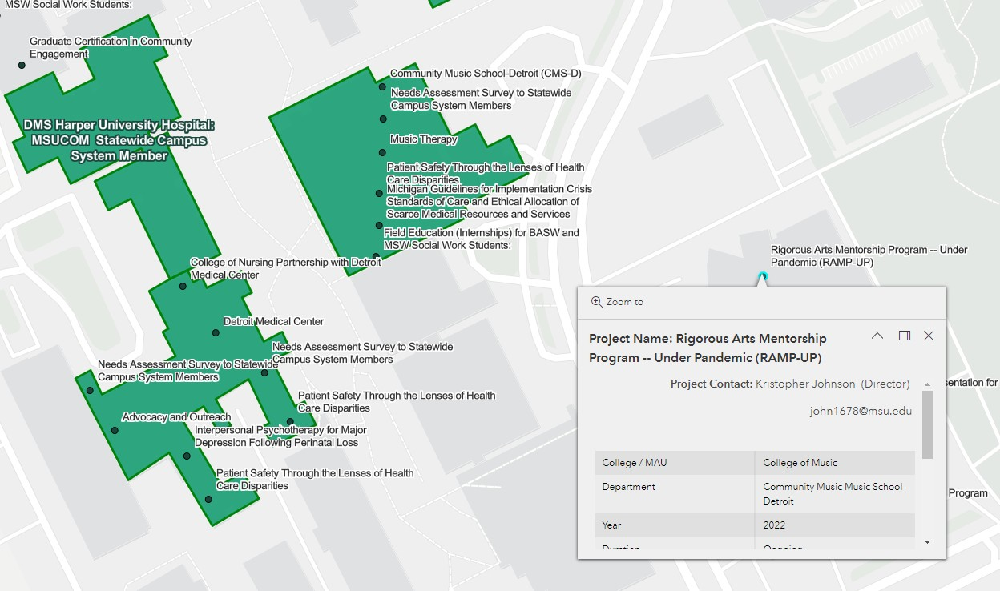 MSW Social Work Students:
Graduate Certification in Community
Engagement
DMS Harper University Hospital:
MSUCOM Statewide Campus
System Member
Community Music School-Detroit (CMS-D)
Needs Assessment Survey to Statewide
Campus System Members
Music Therapy
Patient Safety Through the Lenses of Health
Care Disparities
Michigan Guidelines for Implementation Crisis
Standards of Care and Ethical Allocation of
Scarce Medical Resources and Services
Field Education (Internships) for BASW and
MSW Social Work Students:
College of Nursing Partnership with Detroit
Medical Center
Detroit Medical Center
Needs Assessment Survey to Statewide
Campus System Members
Needs Assessment Survey to Statewide
Campus System Members
Patient Safety Through the Lenses of Health
Care Disparities
Advocacy and Outreach
Interpersonal Psychotherapy for Major
Depression Following Perinatal Loss
Patient Safety Through the Lenses of Health
Care Disparities
Rigorous Arts Mentorship Program -- Under
Pandemic (RAMP-UP)
Zoom to
Project Name: Rigorous Arts Mentorship
Program -- Under Pandemic (RAMP-UP)
Project Contact: Kristopher Johnson (Director)
john1678@msu.edu
College / MAU College of Music
Department Community Music Music School-
Detroit
Year 2022
Duration Ongoing
for
Program